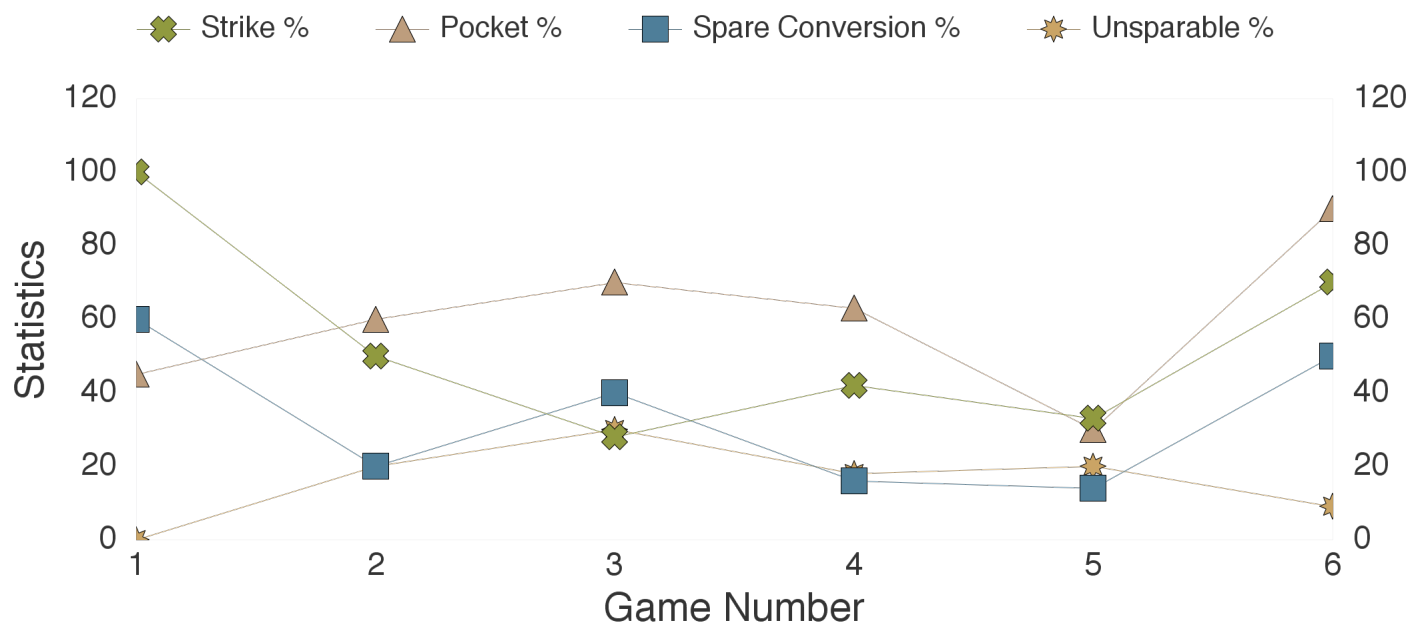 Strike % Pocket % Spare Conversion % Unsparable %
120 120
100 100
80 80
60 60
40 40
20 20
0 0
Statistics
1 2 3 4 5 6
Game Number